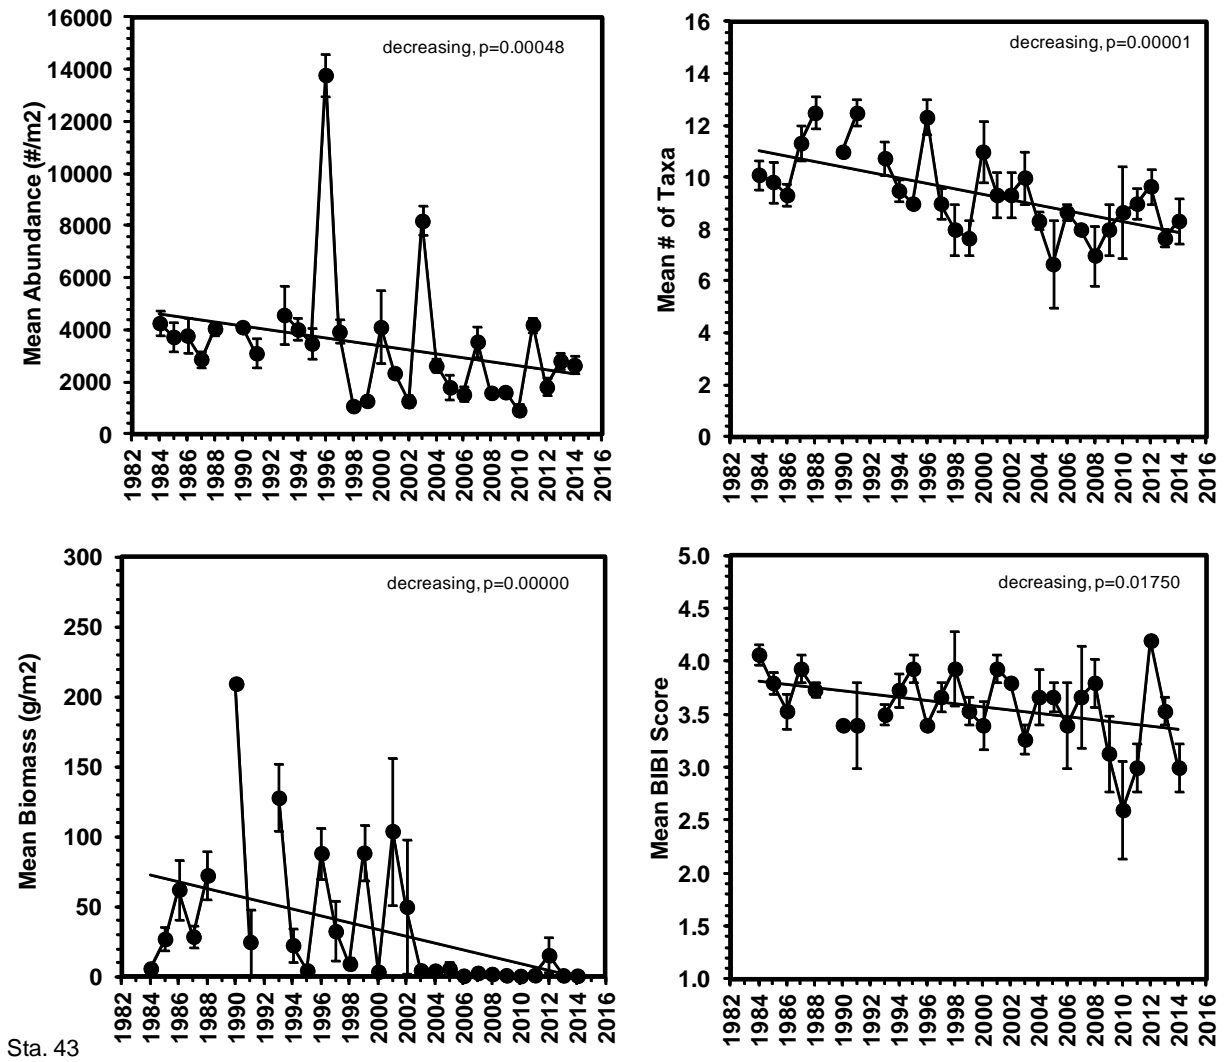 16000
14000
12000
10000
8000
6000
4000
2000
0
Mean Abundance (#/m2)
decreasing, p=0.00048
1982 1984 1986 1988 1990 1992 1994 1996 1998 2000 2002 2004 2006 2008 2010 2012 2014 2016
16
14
12
10
8
6
4
2
0
Mean # of Taxa
decreasing, p=0.00001
1982 1984 1986 1988 1990 1992 1994 1996 1998 2000 2002 2004 2006 2008 2010 2012 2014 2016
300
250
200
150
100
50
0
Mean Biomass (g/m2)
decreasing, p=0.00000
1982 1984 1986 1988 1990 1992 1994 1996 1998 2000 2002 2004 2006 2008 2010 2012 2014 2016
5.0
4.5
4.0
3.5
3.0
2.5
2.0
1.5
1.0
Mean BIBI Score
decreasing, p=0.01750
1982 1984 1986 1988 1990 1992 1994 1996 1998 2000 2002 2004 2006 2008 2010 2012 2014 2016
Sta. 43